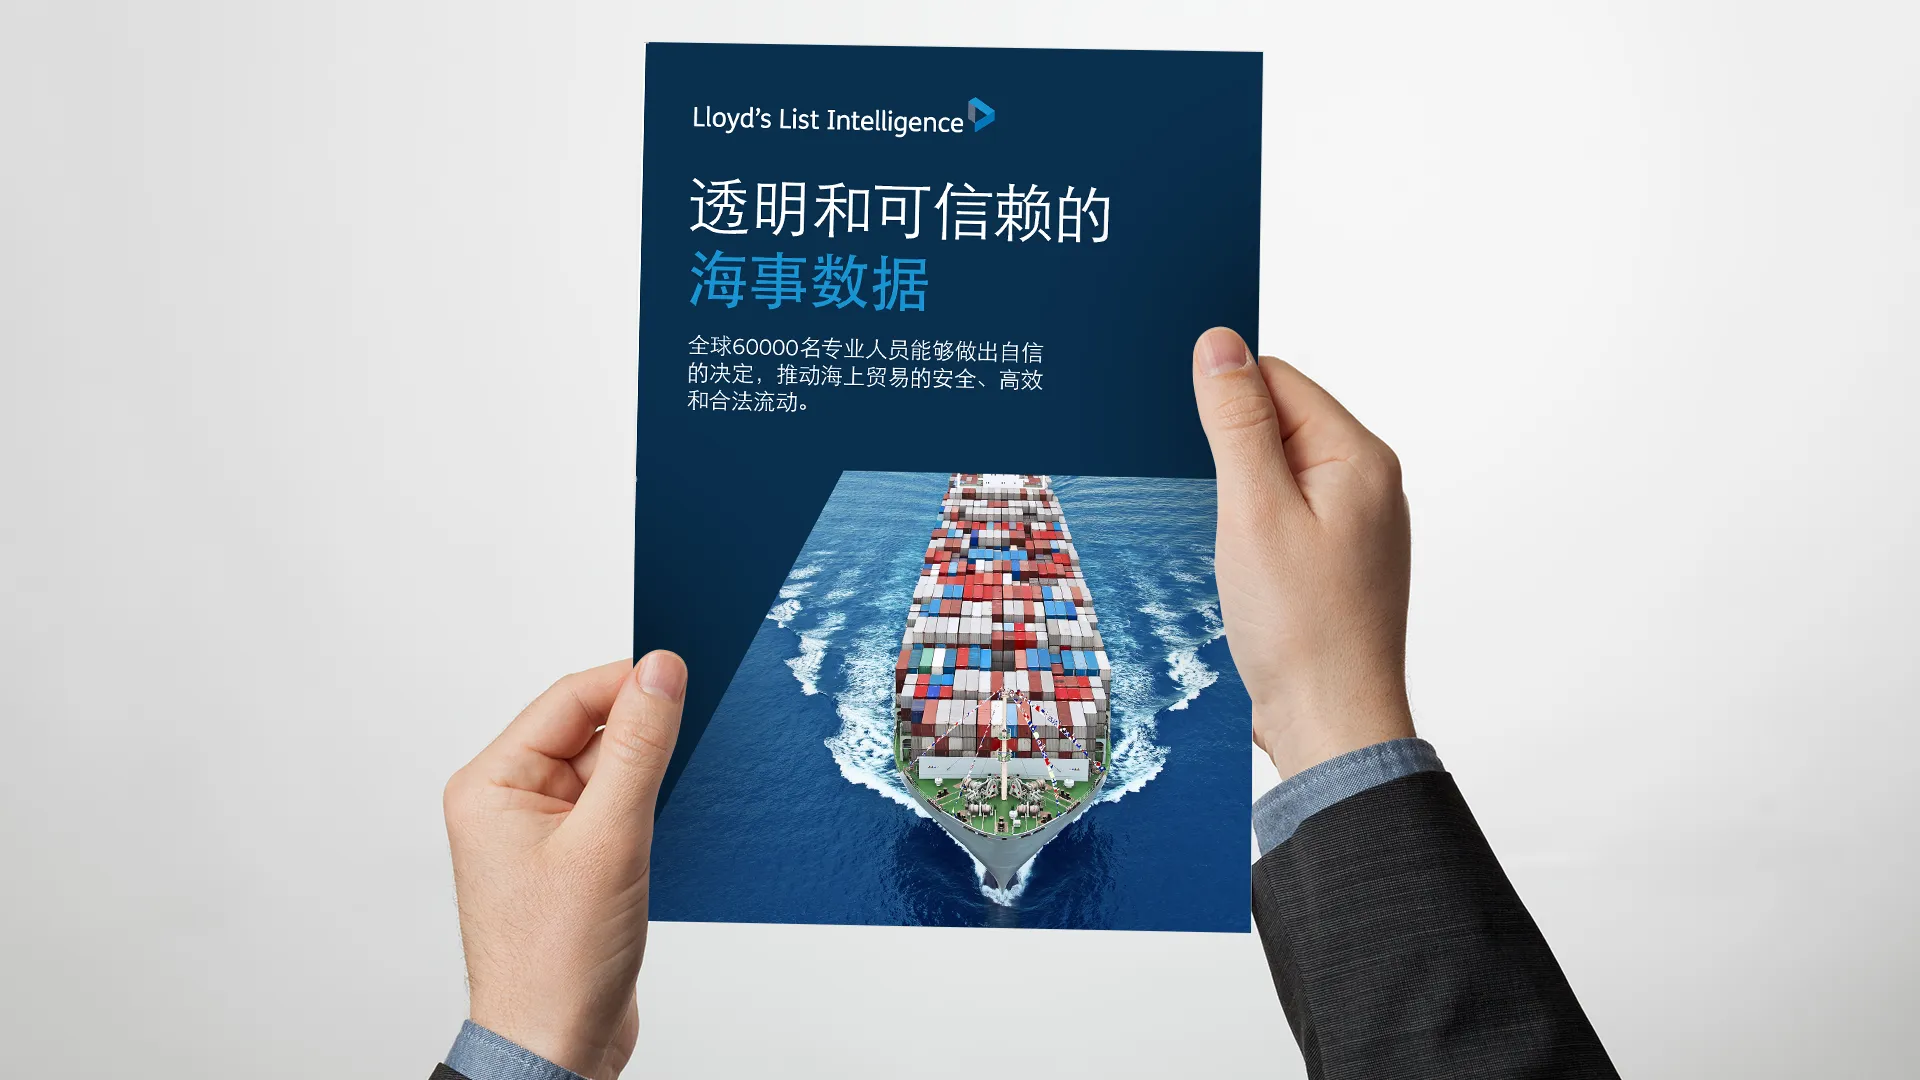 Lloyd's List Intelligence
透明和可信赖的
海事数据
全球60000名专业人员能够做出自信
的决定，推动海上贸易的安全、高效
和合法流动。